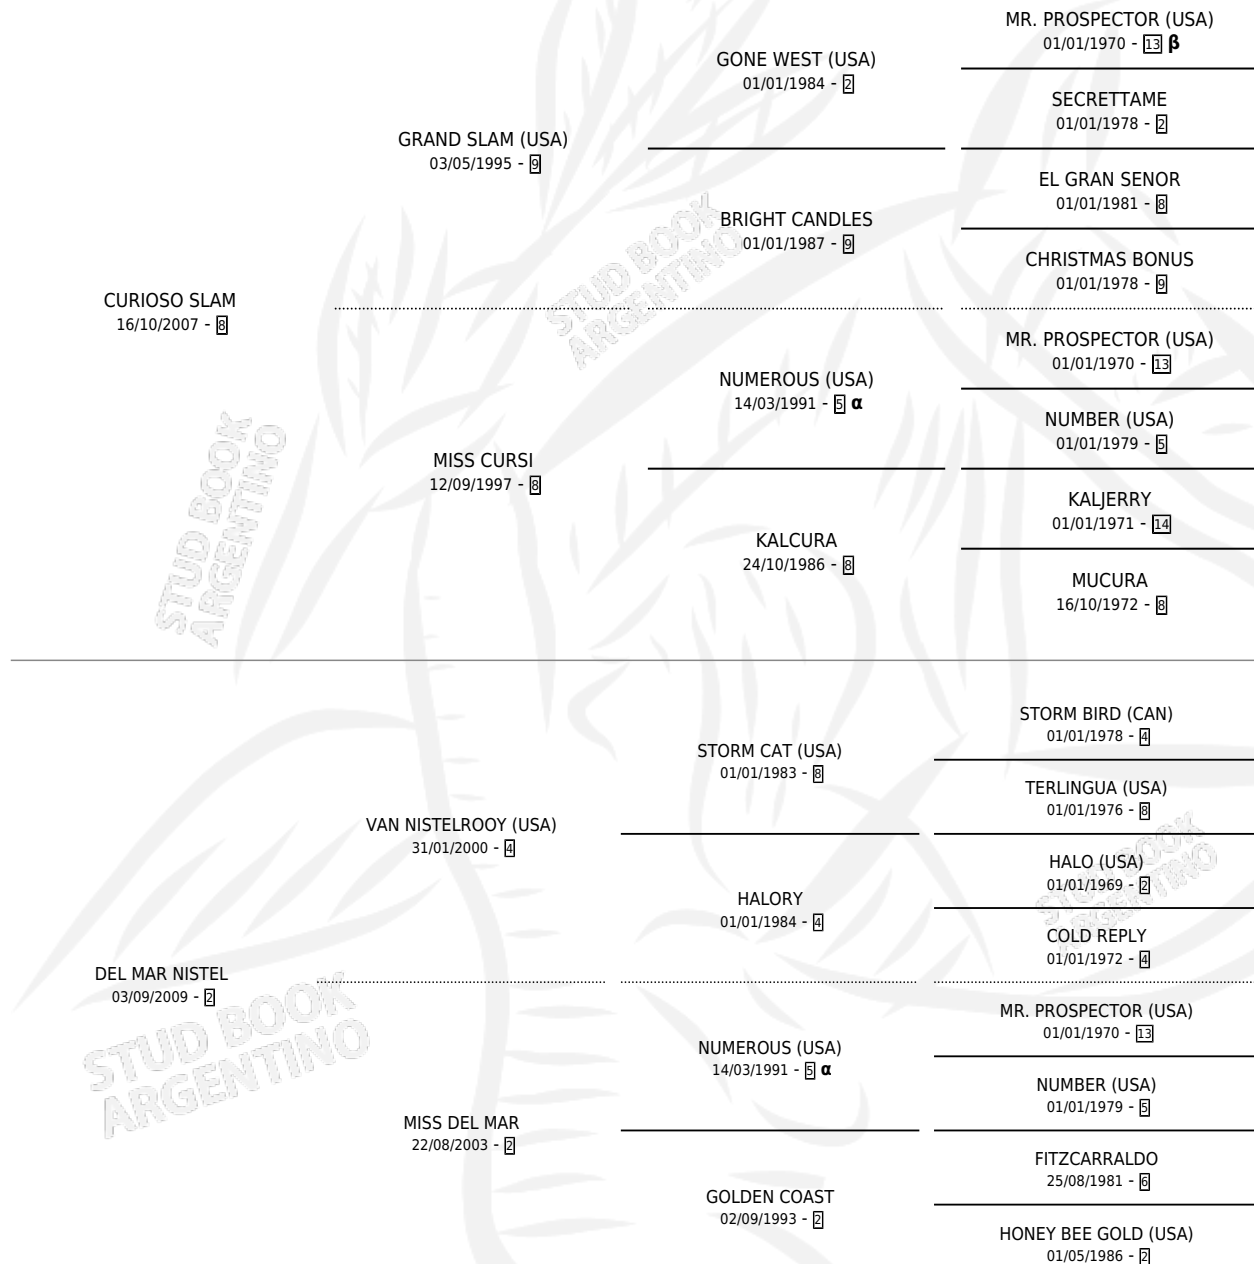 MR. PROSPECTOR (USA)
01/01/1970 - 13 β
GONE WEST (USA)
01/01/1984 - 2
SECRETTAME
01/01/1978 - 2
GRAND SLAM (USA)
03/05/1995 - 9
EL GRAN SENOR
01/01/1981 - 8
BRIGHT CANDLES
01/01/1987 - 9
CHRISTMAS BONUS
01/01/1978 - 9
STUD BOOK
ARGENTINO
CURIOSO SLAM
16/10/2007 - 8
MR. PROSPECTOR (USA)
01/01/1970 - 13
NUMEROUS (USA)
14/03/1991 - 5 α
NUMBER (USA)
01/01/1979 - 5
MISS CURSI
12/09/1997 - 8
KALJERRY
01/01/1971 - 14
KALCURA
24/10/1986 - 8
MUCURA
16/10/1972 - 8
STUD BOOK
ARGENTINO
STORM BIRD (CAN)
01/01/1978 - 4
STORM CAT (USA)
01/01/1983 - 8
TERLINGUA (USA)
01/01/1976 - 8
VAN NISTELROOY (USA)
31/01/2000 - 4
HALO (USA)
01/01/1969 - 2
HALORY
01/01/1984 - 4
COLD REPLY
01/01/1972 - 4
STUD BOOK
ARGENTINO
DEL MAR NISTEL
03/09/2009 - 2
STUD BOOK
ARGENTINO
MR. PROSPECTOR (USA)
01/01/1970 - 13
NUMEROUS (USA)
14/03/1991 - 5 α
NUMBER (USA)
01/01/1979 - 5
MISS DEL MAR
22/08/2003 - 2
FITZCARRALDO
25/08/1981 - 6
GOLDEN COAST
02/09/1993 - 2
HONEY BEE GOLD (USA)
01/05/1986 - 2